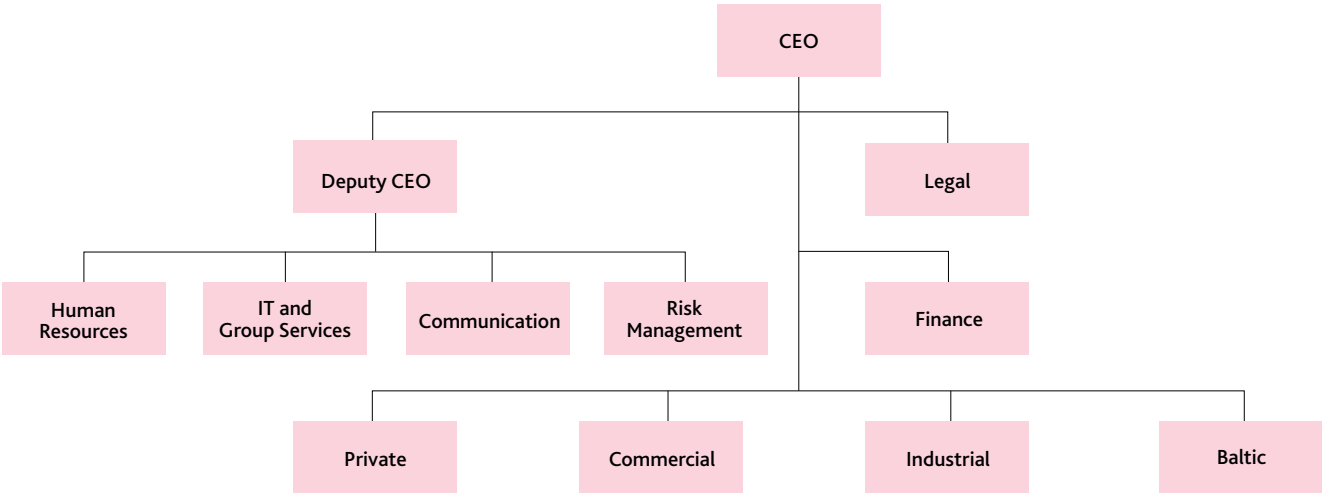 CEO
Deputy CEO
Legal
Human
Resources
IT and
Group Services
Communication
Risk
Management
Finance
Private
Commercial
Industrial
Baltic